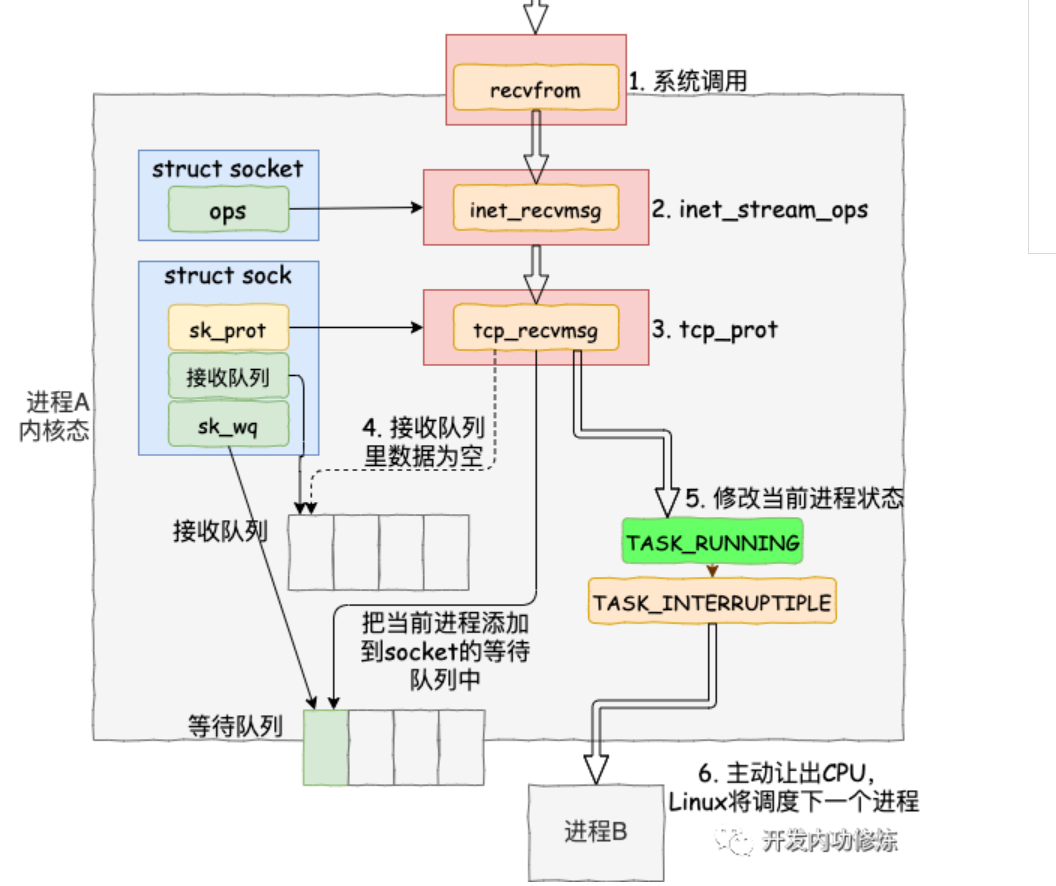 recvfrom
1. 系统调用
struct socket
ops
inet_recvmsg
2. inet_stream_ops
struct sock
sk_prot
tcp_recvmsg
3. tcp_prot
接收队列
sk_wq
进程A
内核态
4. 接收队列
里数据为空
5. 修改当前进程状态
接收队列
TASK_RUNNING
TASK_INTERRUPTIPLE
把当前进程添加
到socket的等待
队列中
等待队列
6. 主动让出CPU，
Linux将调度下一个进程
进程B
开发内功修炼